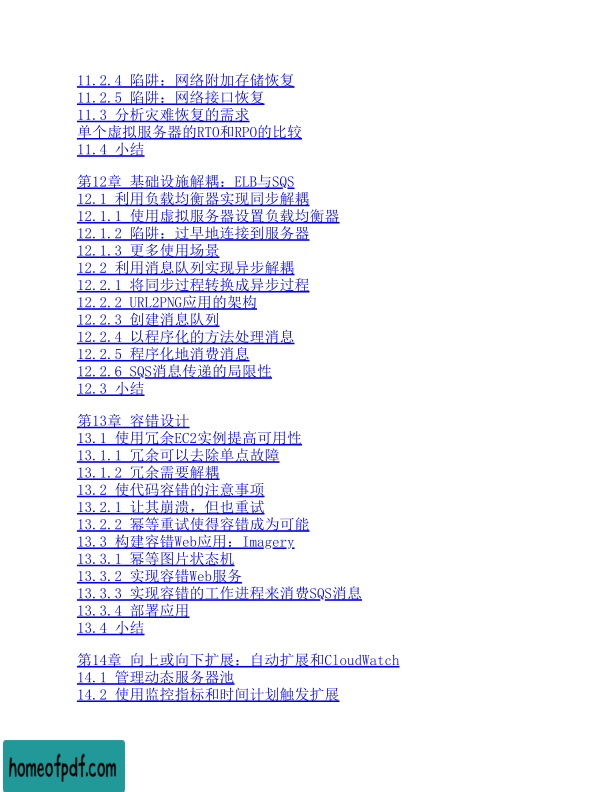 11.2.4 陷阱：网络附加存储恢复
11.2.5 陷阱：网络接口恢复
11.3 分析灾难恢复的需求
单个虚拟服务器的RTO和RPO的比较
11.4 小结
第12章 基础设施解耦：ELB与SQS
12.1 利用负载均衡器实现同步解耦
12.1.1 使用虚拟服务器设置负载均衡器
12.1.2 陷阱：过早地连接到服务器
12.1.3 更多使用场景
12.2 利用消息队列实现异步解耦
12.2.1 将同步过程转换成异步过程
12.2.2 URL2PNG应用的架构
12.2.3 创建消息队列
12.2.4 以程序化的方法处理消息
12.2.5 程序化地消费消息
12.2.6 SQS消息传递的局限性
12.3 小结
第13章 容错设计
13.1 使用冗余EC2实例提高可用性
13.1.1 冗余可以去除单点故障
13.1.2 冗余需要解耦
13.2 使代码容错的注意事项
13.2.1 让其崩溃，但也重试
13.2.2 幂等重试使得容错成为可能
13.3 构建容错Web应用：Imagery
13.3.1 幂等图片状态机
13.3.2 实现容错Web服务
13.3.3 实现容错的工作进程来消费SQS消息
13.3.4 部署应用
13.4 小结
第14章 向上或向下扩展：自动扩展和CloudWatch
14.1 管理动态服务器池
14.2 使用监控指标和时间计划触发扩展
homeofpdf.com